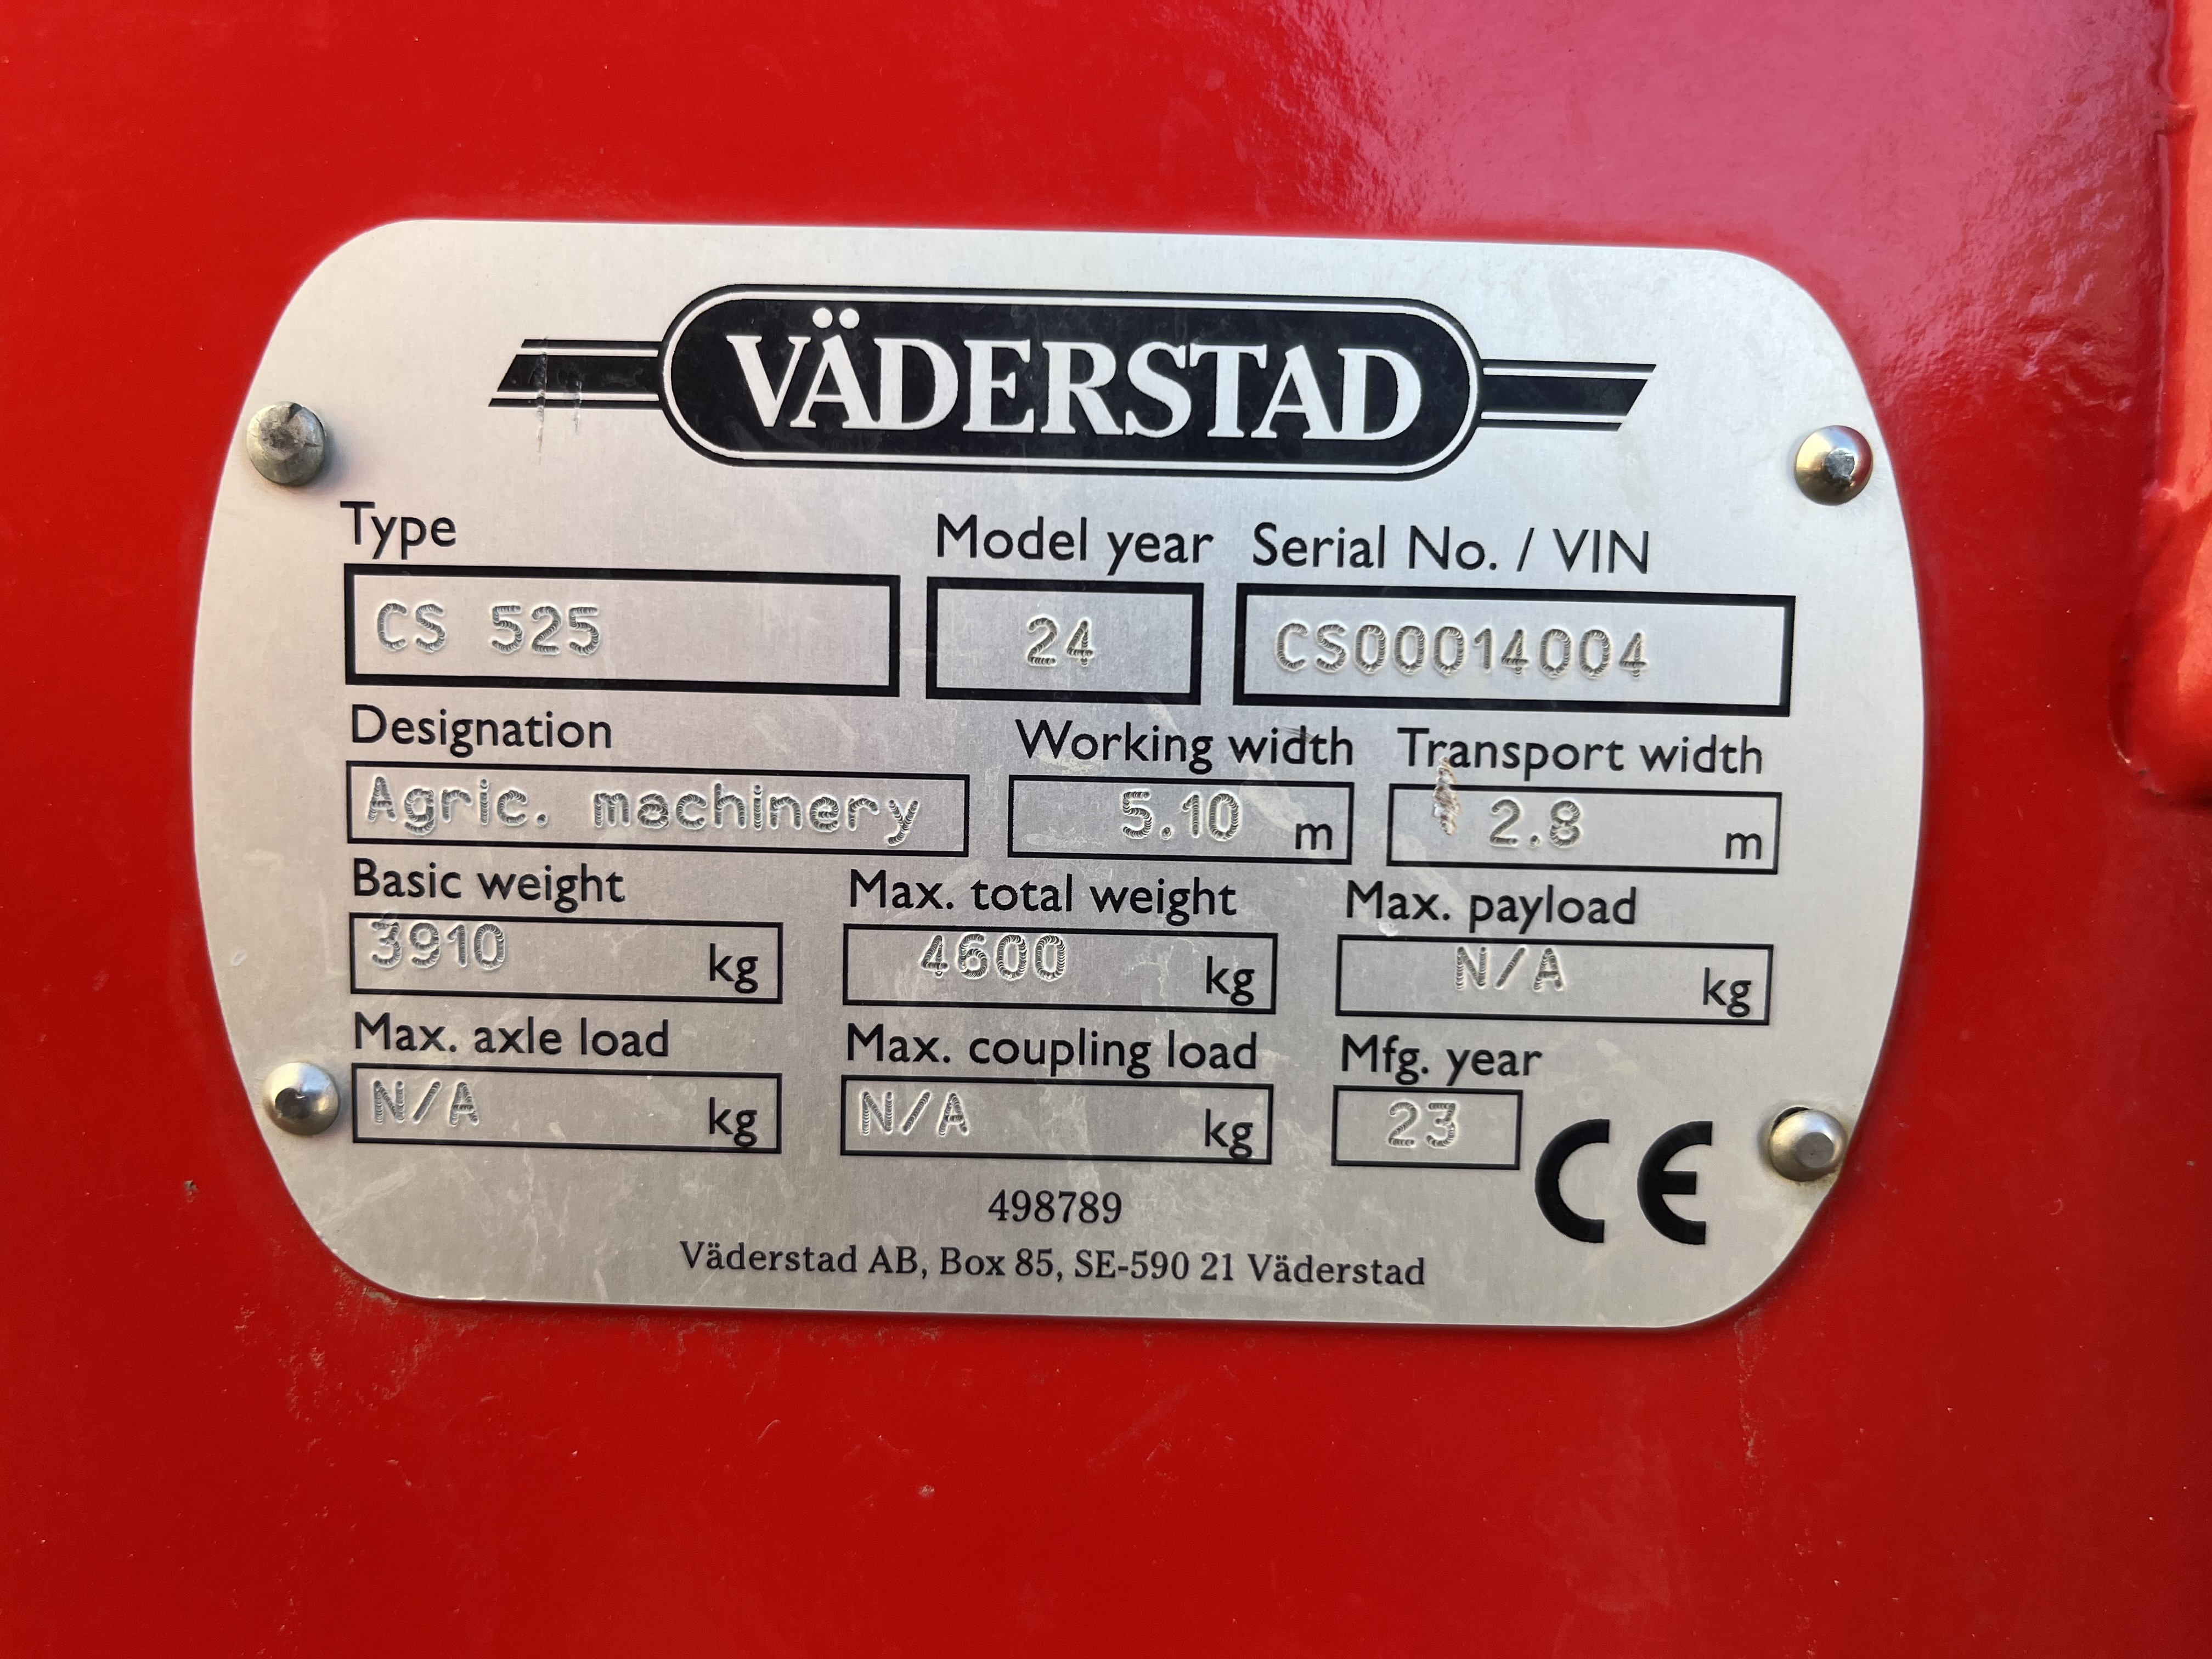 VÄDERSTAD
Type Model year Serial No. / VIN
CS 525 24 CS00014004
Designation Working width Transport width
Agric. machinery 5.10 m 2.8 m
Basic weight Max. total weight Max. payload
3910 kg 4600 kg N/A kg
Max. axle load Max. coupling load Mfg. year
N/A kg N/A kg 23
CE
498789
Väderstad AB, Box 85, SE-590 21 Väderstad